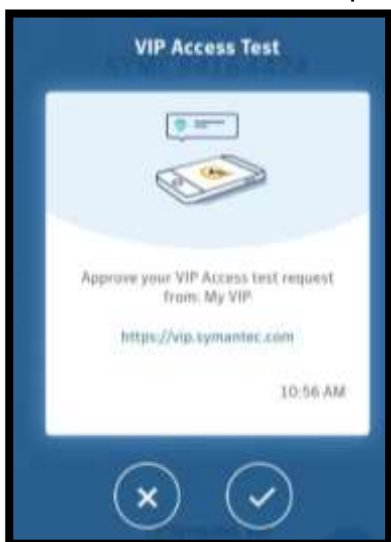 VIP Access Test
Approve your VIP Access test request
from: My VIP
https://vip.symantec.com
10:56 AM